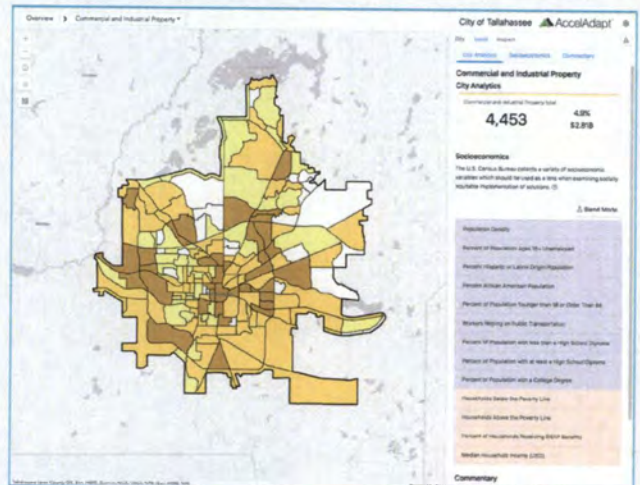 Overview > Commercial and Industrial Property
City of Tallahassee AccelAdapt
City Analytics Socioeconomics Commentary
Commercial and Industrial Property
City Analytics
Commercial and Industrial Property total
4,453
4.9%
$2.81B
Socioeconomics
The U.S. Census Bureau collects a variety of socioeconomic
variables which should be used as a lens when examining socially
equitable implementation of solutions.
Blend Mode
Population Density
Percent of Population Aged 16+ Unemployed
Percent Hispanic or Latino Origin Population
Percent African American Population
Percent of Population Younger than 18 or Older Than 64
Workers Relying on Public Transportation
Percent of Population with less than a High School Diploma
Percent of Population with at least a High School Diploma
Percent of Population with a College Degree
Households Below the Poverty Line
Households Above the Poverty Line
Percent of Households Receiving SNAP Benefits
Median Household Income (USD)
Commentary